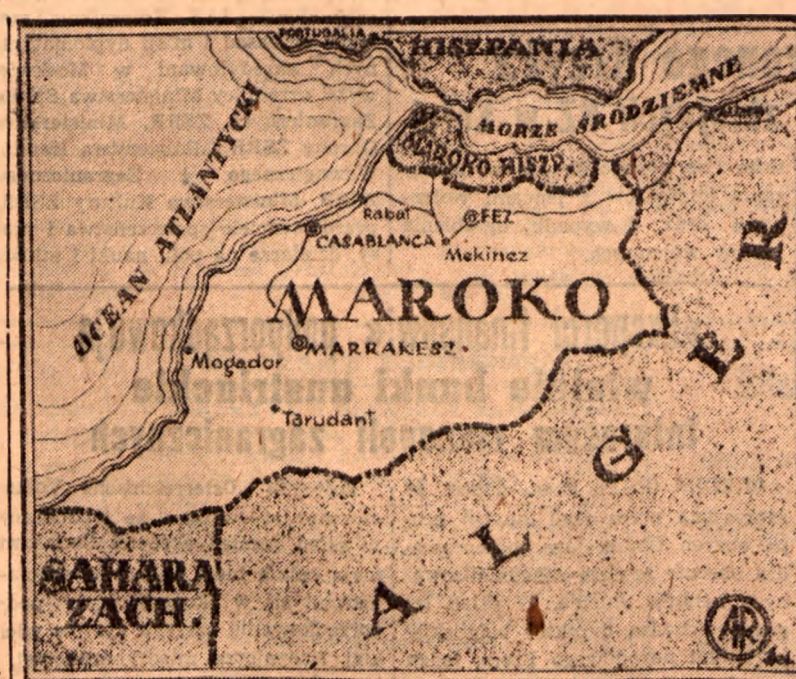 PORTUGALIA
HISZPANIA
OCEAN ATLANTYCKI
MORZE ŚRODZIEMNE
MAROKO HISZP.
Rabat
FEZ
CASABLANCA
Mekinez
MAROKO
MARRAKESZ
Mogador
Tarudant
ALGER
SAHARA
ZACH.
AR